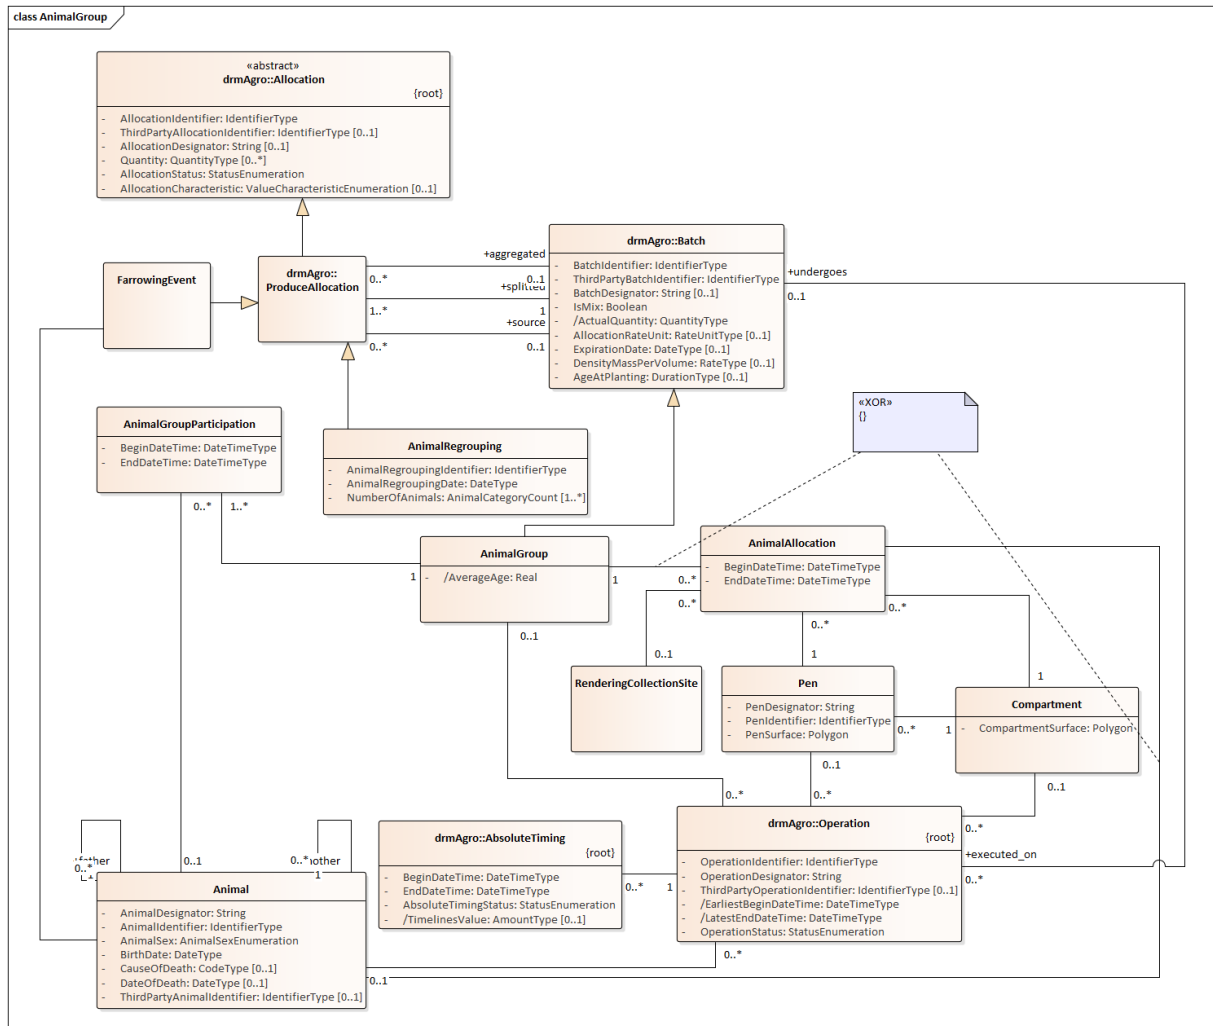 class AnimalGroup
«abstract»
drmAgro::Allocation
{root}
- AllocationIdentifier: IdentifierType
- ThirdPartyAllocationIdentifier: IdentifierType [0..1]
- AllocationDesignator: String [0..1]
- Quantity: QuantityType [0..*]
- AllocationStatus: StatusEnumeration
- AllocationCharacteristic: ValueCharacteristicEnumeration [0..1]
FarrowingEvent
drmAgro::
ProduceAllocation
+aggregated
0..*
0..1
+splitted
1..*
1
+source
0..*
0..1
drmAgro::Batch
- BatchIdentifier: IdentifierType
- ThirdPartyBatchIdentifier: IdentifierType
- BatchDesignator: String [0..1]
- IsMix: Boolean
- /ActualQuantity: QuantityType
- AllocationRateUnit: RateUnitType [0..1]
- ExpirationDate: DateType [0..1]
- DensityMassPerVolume: RateType [0..1]
- AgeAtPlanting: DurationType [0..1]
+undergoes
0..1
«XOR»
{}
AnimalGroupParticipation
- BeginDateTime: DateTimeType
- EndDateTime: DateTimeType
0..*
1..*
AnimalRegrouping
- AnimalRegroupingIdentifier: IdentifierType
- AnimalRegroupingDate: DateType
- NumberOfAnimals: AnimalCategoryCount [1..*]
AnimalGroup
- /AverageAge: Real
1
1
0..1
AnimalAllocation
- BeginDateTime: DateTimeType
- EndDateTime: DateTimeType
0..*
0..*
0..*
0..*
0..1
1
1
RenderingCollectionSite
Pen
- PenDesignator: String
- PenIdentifier: IdentifierType
- PenSurface: Polygon
0..*
1
0..1
Compartment
- CompartmentSurface: Polygon
0..1
0..*
0..*
0..*
drmAgro::AbsoluteTiming
{root}
- BeginDateTime: DateTimeType
- EndDateTime: DateTimeType
- AbsoluteTimingStatus: StatusEnumeration
- /TimelinesValue: AmountType [0..1]
0..*
1
drmAgro::Operation
{root}
- OperationIdentifier: IdentifierType
- OperationDesignator: String
- ThirdPartyOperationIdentifier: IdentifierType [0..1]
- /EarliestBeginDateTime: DateTimeType
- /LatestEndDateTime: DateTimeType
- OperationStatus: StatusEnumeration
+executed_on
0..*
0..*
0..*
0..1
0..*
1
Animal
- AnimalDesignator: String
- AnimalIdentifier: IdentifierType
- AnimalSex: AnimalSexEnumeration
- BirthDate: DateType
- CauseOfDeath: CodeType [0..1]
- DateOfDeath: DateType [0..1]
- ThirdPartyAnimalIdentifier: IdentifierType [0..1]
0..1